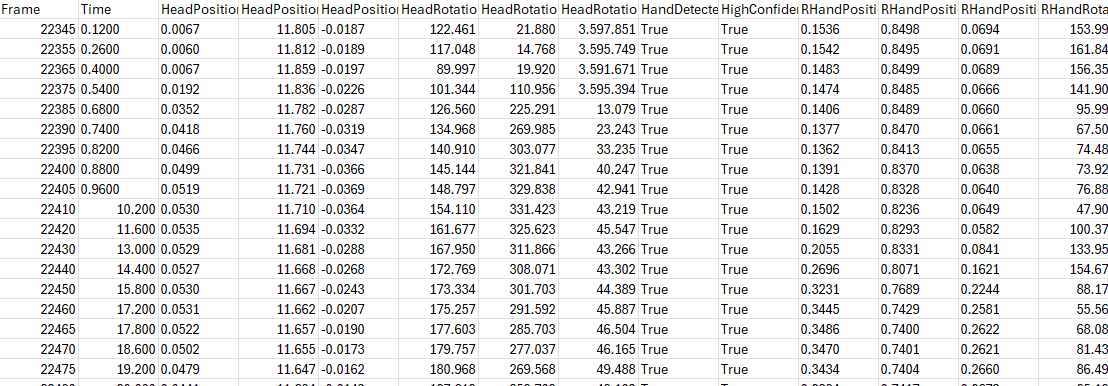 Frame Time HeadPositio HeadPositio HeadPositio HeadRotatio HeadRotatio HeadRotatio HandDetecte HighConfide RHandPositi RHandPositi RHandPositi RHandRota
22345 0.1200 0.0067 11.805 -0.0187 122.461 21.880 3.597.851 True True 0.1536 0.8498 0.0694 153.99
22355 0.2600 0.0060 11.812 -0.0189 117.048 14.768 3.595.749 True True 0.1542 0.8495 0.0691 161.84
22365 0.4000 0.0067 11.859 -0.0197 89.997 19.920 3.591.671 True True 0.1483 0.8499 0.0689 156.35
22375 0.5400 0.0192 11.836 -0.0226 101.344 110.956 3.595.394 True True 0.1474 0.8485 0.0666 141.90
22385 0.6800 0.0352 11.782 -0.0287 126.560 225.291 13.079 True True 0.1406 0.8489 0.0660 95.99
22390 0.7400 0.0418 11.760 -0.0319 134.968 269.985 23.243 True True 0.1377 0.8470 0.0661 67.50
22395 0.8200 0.0466 11.744 -0.0347 140.910 303.077 33.235 True True 0.1362 0.8413 0.0655 74.48
22400 0.8800 0.0499 11.731 -0.0366 145.144 321.841 40.247 True True 0.1391 0.8370 0.0638 73.92
22405 0.9600 0.0519 11.721 -0.0369 148.797 329.838 42.941 True True 0.1428 0.8328 0.0640 76.88
22410 10.200 0.0530 11.710 -0.0364 154.110 331.423 43.219 True True 0.1502 0.8236 0.0649 47.90
22420 11.600 0.0535 11.694 -0.0332 161.677 325.623 45.547 True True 0.1629 0.8293 0.0582 100.37
22430 13.000 0.0529 11.681 -0.0288 167.950 311.866 43.266 True True 0.2055 0.8331 0.0841 133.95
22440 14.400 0.0527 11.668 -0.0268 172.769 308.071 43.302 True True 0.2696 0.8071 0.1621 154.67
22450 15.800 0.0530 11.667 -0.0243 173.334 301.703 44.389 True True 0.3231 0.7689 0.2244 88.17
22460 17.200 0.0531 11.662 -0.0207 175.257 291.592 45.887 True True 0.3445 0.7429 0.2581 55.56
22465 17.800 0.0522 11.657 -0.0190 177.603 285.703 46.504 True True 0.3486 0.7400 0.2622 68.08
22470 18.600 0.0502 11.655 -0.0173 179.757 277.037 46.165 True True 0.3470 0.7401 0.2621 81.43
22475 19.200 0.0479 11.647 -0.0162 180.968 269.568 49.488 True True 0.3434 0.7404 0.2660 86.49